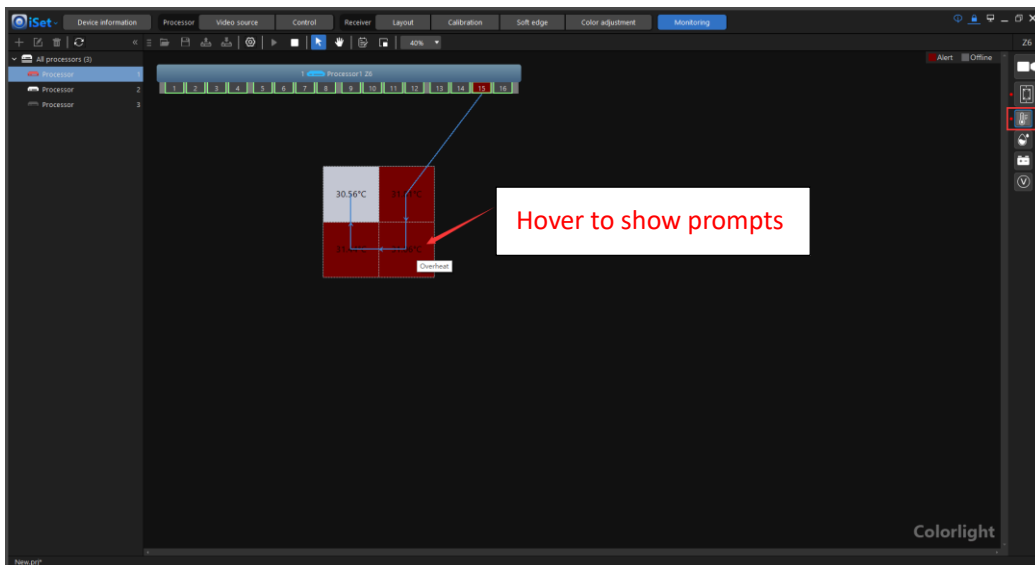 iSet
Device information Processor Video source Control Receiver Layout Calibration Soft edge Color adjustment Monitoring
40% Z6
All processors (3)
Processor 1
Processor 2
Processor 3
Alert Offline
1 Processor1 Z6
1 2 3 4 5 6 7 8 9 10 11 12 13 14 15 16
30.56°C
Hover to show prompts
Overheat
V
Colorlight
New.prj*